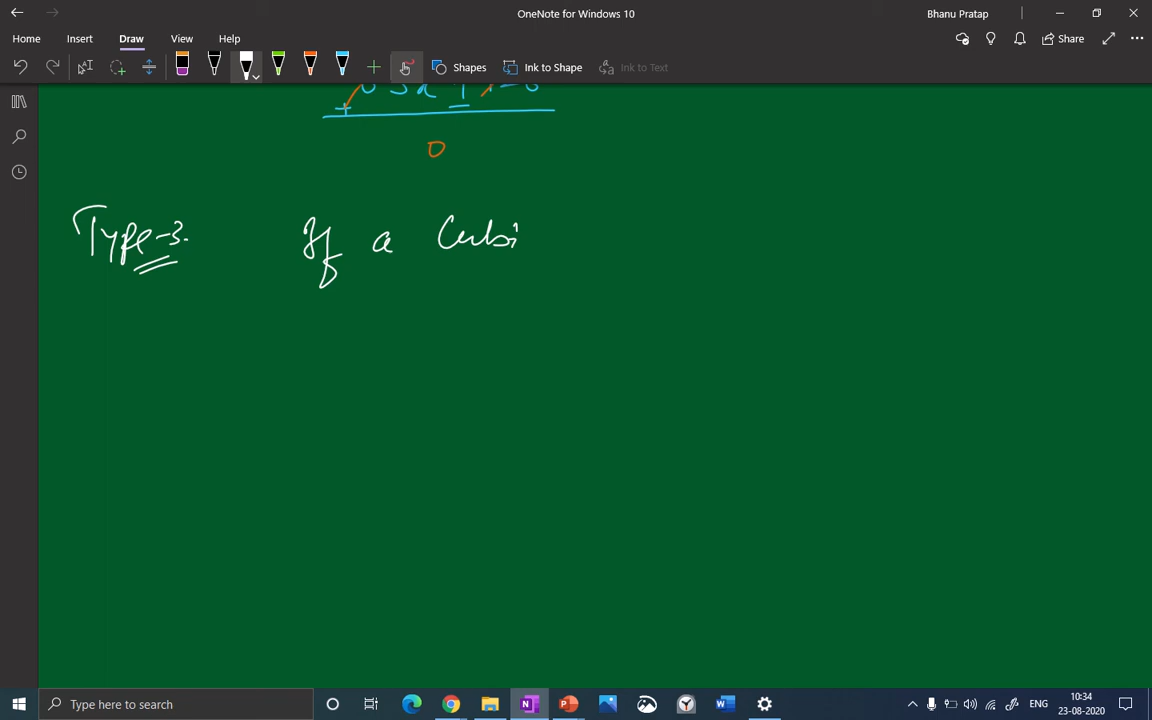 OneNote for Windows 10
Bhanu Pratap
Home Insert Draw View Help
Share
Shapes Ink to Shape Ink to Text
0
Type-3. If a Cubi
Type here to search
ENG
10:34
23-08-2020